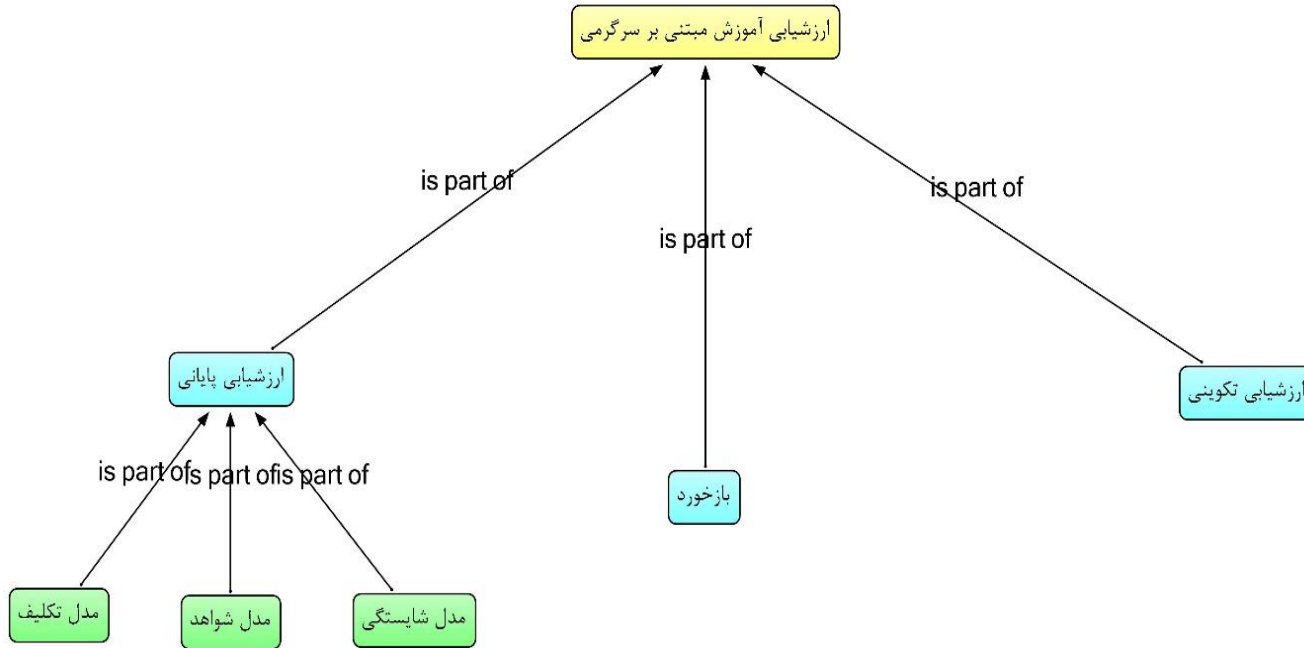 ارزشیابی آموزش مبتنی بر سرگرمی
is part of
is part of
is part of
ارزشیابی پایانی
ارزشیابی تکوینی
is part of
is part of
is part of
بازخورد
مدل تکلیف
مدل شواهد
مدل شایستگی